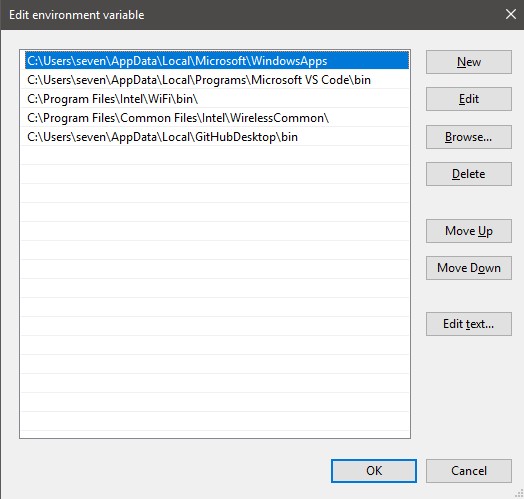 Edit environment variable
C:\Users\seven\AppData\Local\Microsoft\WindowsApps
C:\Users\seven\AppData\Local\Programs\Microsoft VS Code\bin
C:\Program Files\Intel\WiFi\bin\
C:\Program Files\Common Files\Intel\WirelessCommon\
C:\Users\seven\AppData\Local\GitHubDesktop\bin
New
Edit
Browse...
Delete
Move Up
Move Down
Edit text...
OK
Cancel